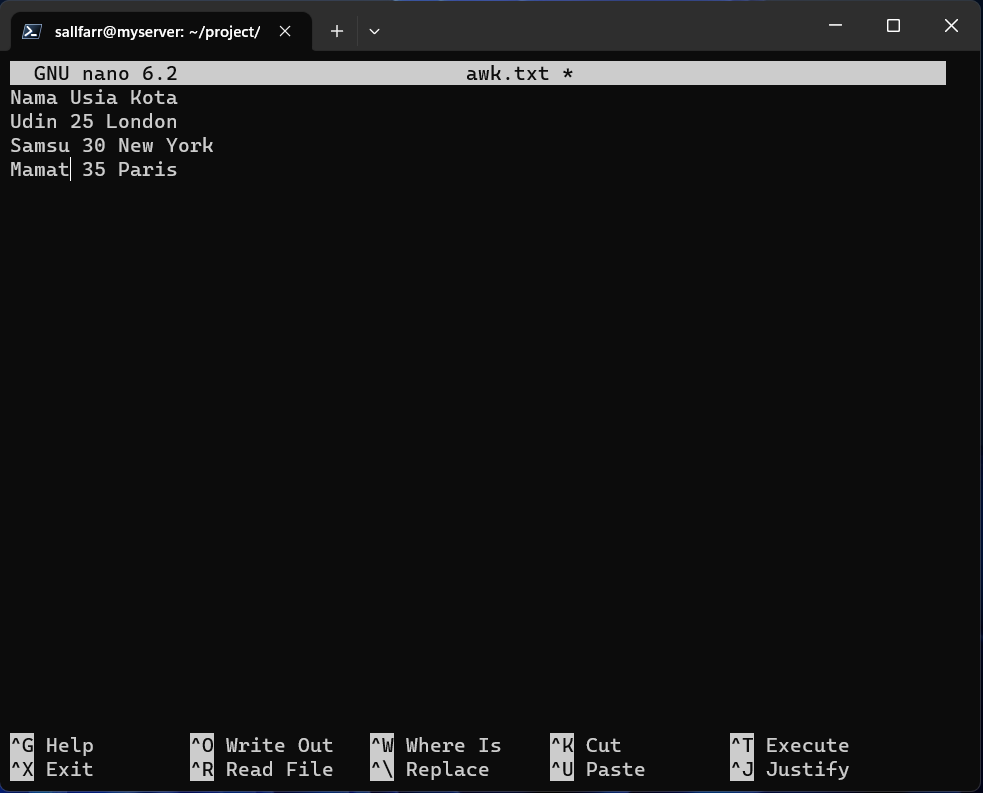 sallfarr@myserver: ~/project/
GNU nano 6.2 awk.txt *
Nama Usia Kota
Udin 25 London
Samsu 30 New York
Mamat 35 Paris
^G Help ^O Write Out ^W Where Is ^K Cut ^T Execute
^X Exit ^R Read File ^\ Replace ^U Paste ^J Justify